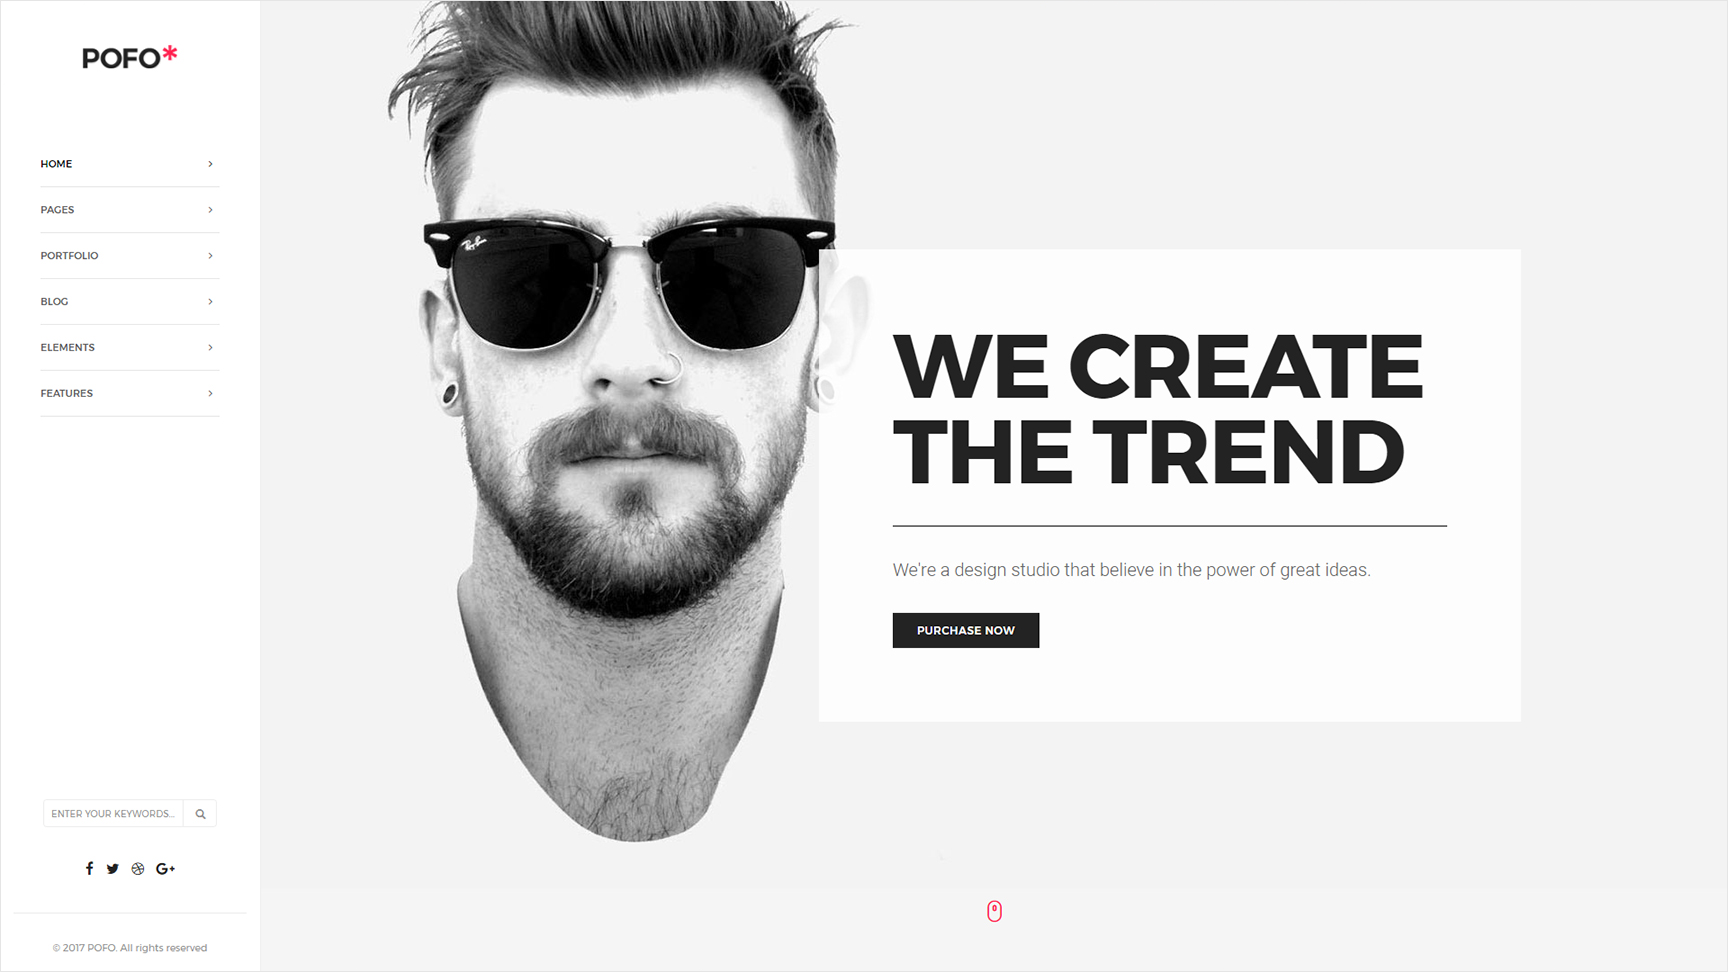 POFO*
HOME
PAGES
PORTFOLIO
BLOG
ELEMENTS
FEATURES
ENTER YOUR KEYWORDS...
G+
© 2017 POFO. All rights reserved
Ray-Ban
WE CREATE
THE TREND
We're a design studio that believe in the power of great ideas.
PURCHASE NOW